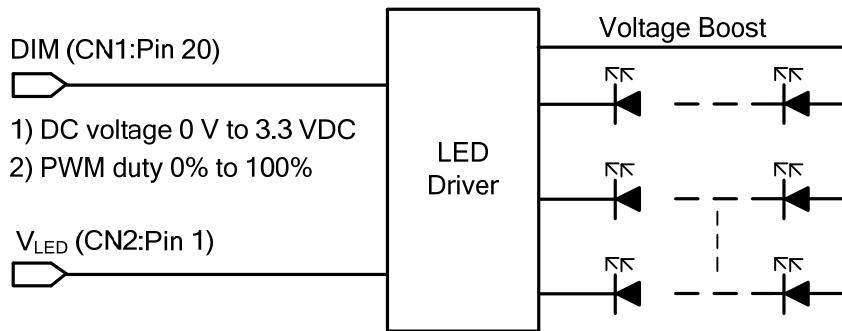 DIM (CN1:Pin 20)
1) DC voltage 0 V to 3.3 VDC
2) PWM duty 0% to 100%
VLED (CN2:Pin 1)
LED
Driver
Voltage Boost